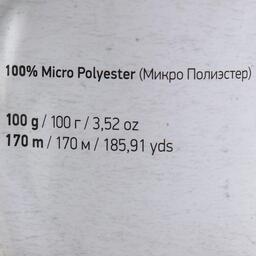 100% Micro Polyester (Микро Полиэстер)
100 g / 100 г / 3,52 oz
170 m / 170 м / 185,91 yds